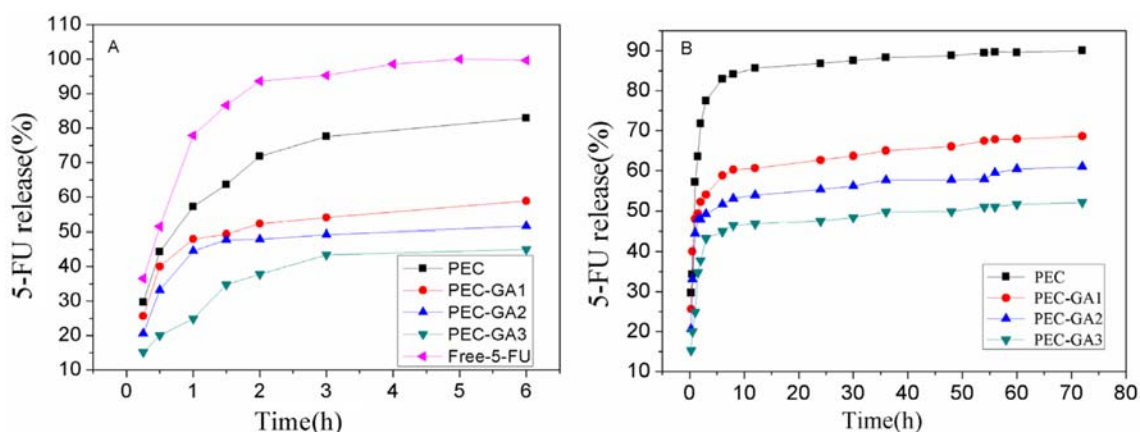 A
5-FU release(%)
110
100
90
80
70
60
50
40
30
20
10
0 1 2 3 4 5 6
Time(h)
PEC
PEC-GA1
PEC-GA2
PEC-GA3
Free-5-FU
B
5-FU release(%)
90
80
70
60
50
40
30
20
10
0 10 20 30 40 50 60 70 80
Time(h)
PEC
PEC-GA1
PEC-GA2
PEC-GA3